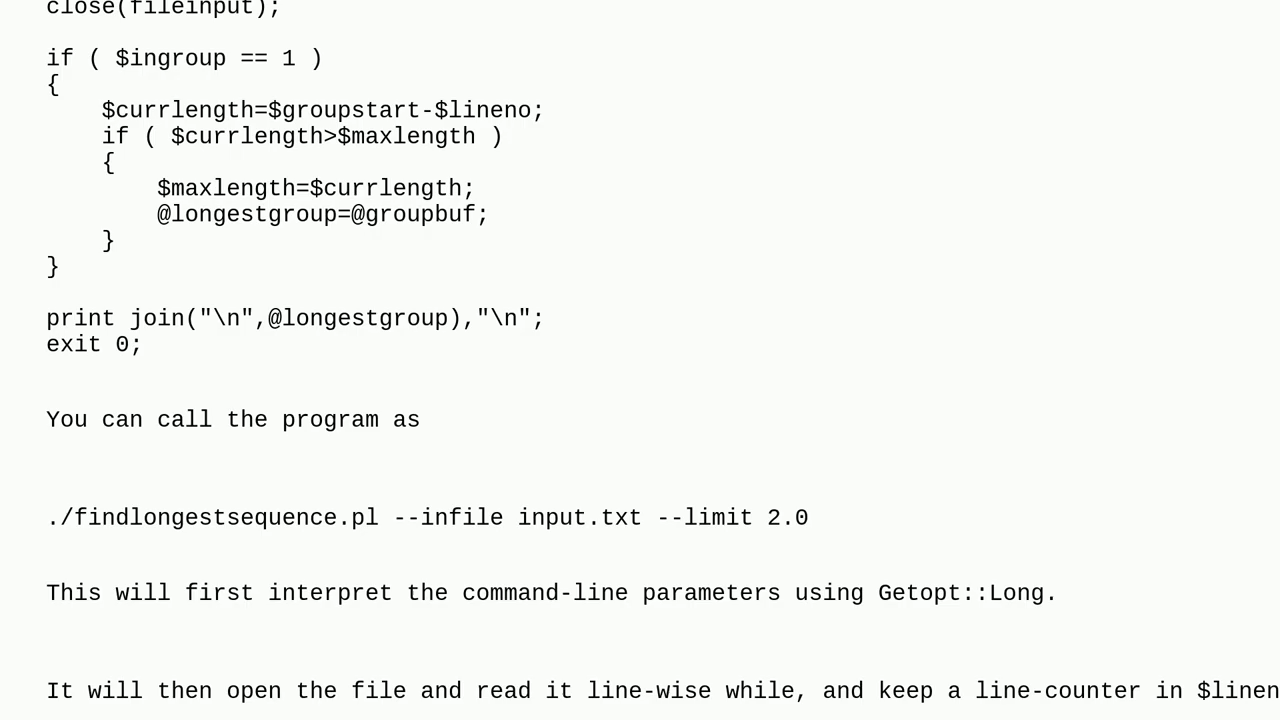 close(fileinput);
if ( $ingroup == 1 )
{
    $currlength=$groupstart-$lineno;
    if ( $currlength>$maxlength )
    {
        $maxlength=$currlength;
        @longestgroup=@groupbuf;
    }
}
print join("\n",@longestgroup),"\n";
exit 0;
You can call the program as
./findlongestsequence.pl --infile input.txt --limit 2.0
This will first interpret the command-line parameters using Getopt::Long.
It will then open the file and read it line-wise while, and keep a line-counter in $linen